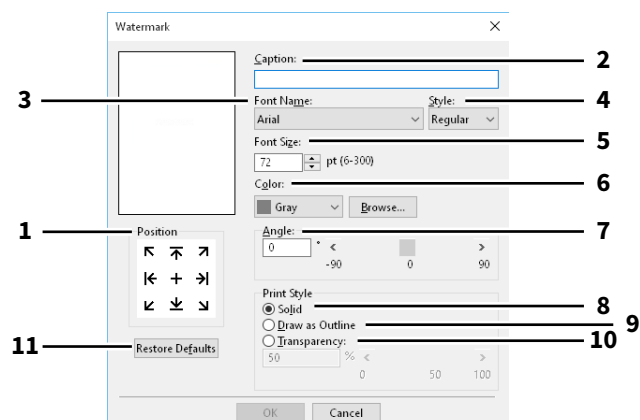 Watermark
2
Caption:
3
Font Name:
Style:
4
Arial
Regular
Font Size:
5
72
pt (6-300)
Color:
6
Gray
Browse...
1
Position
Angle:
7
0 °
<
>
-90
0
90
Print Style
Solid
8
Draw as Outline
9
Transparency:
10
11
Restore Defaults
50 %
<
>
0
50
100
OK
Cancel